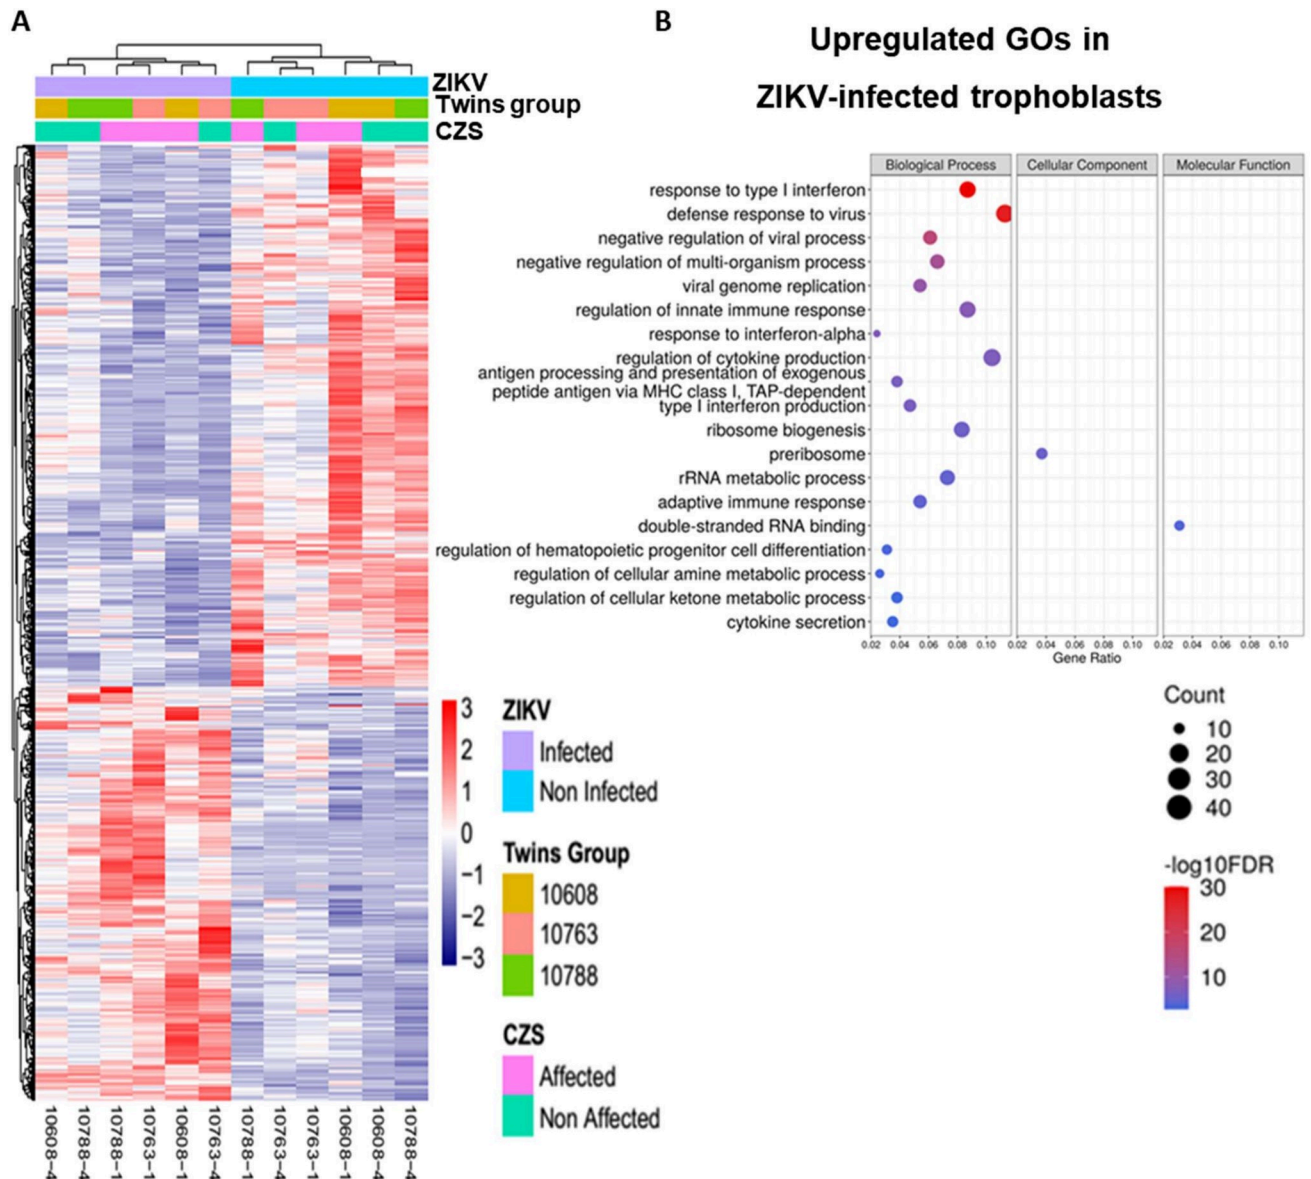 A
ZIKV
Twins group
CZS
10608-4
10788-4
10788-1
10763-1
10608-1
10763-4
10788-1
10763-4
10763-1
10608-1
10608-4
10788-4
3
2
1
0
−1
−2
−3
ZIKV
Infected
Non Infected
Twins Group
10608
10763
10788
CZS
Affected
Non Affected
B
Upregulated GOs in
ZIKV-infected trophoblasts
Biological Process
Cellular Component
Molecular Function
response to type I interferon
defense response to virus
negative regulation of viral process
negative regulation of multi-organism process
viral genome replication
regulation of innate immune response
response to interferon-alpha
regulation of cytokine production
antigen processing and presentation of exogenous
peptide antigen via MHC class I, TAP-dependent
type I interferon production
ribosome biogenesis
preribosome
rRNA metabolic process
adaptive immune response
double-stranded RNA binding
regulation of hematopoietic progenitor cell differentiation
regulation of cellular amine metabolic process
regulation of cellular ketone metabolic process
cytokine secretion
0.02 0.04 0.06 0.08 0.10
0.02 0.04 0.06 0.08 0.10
0.02 0.04 0.06 0.08 0.10
Gene Ratio
Count
10
20
30
40
-log10FDR
30
20
10